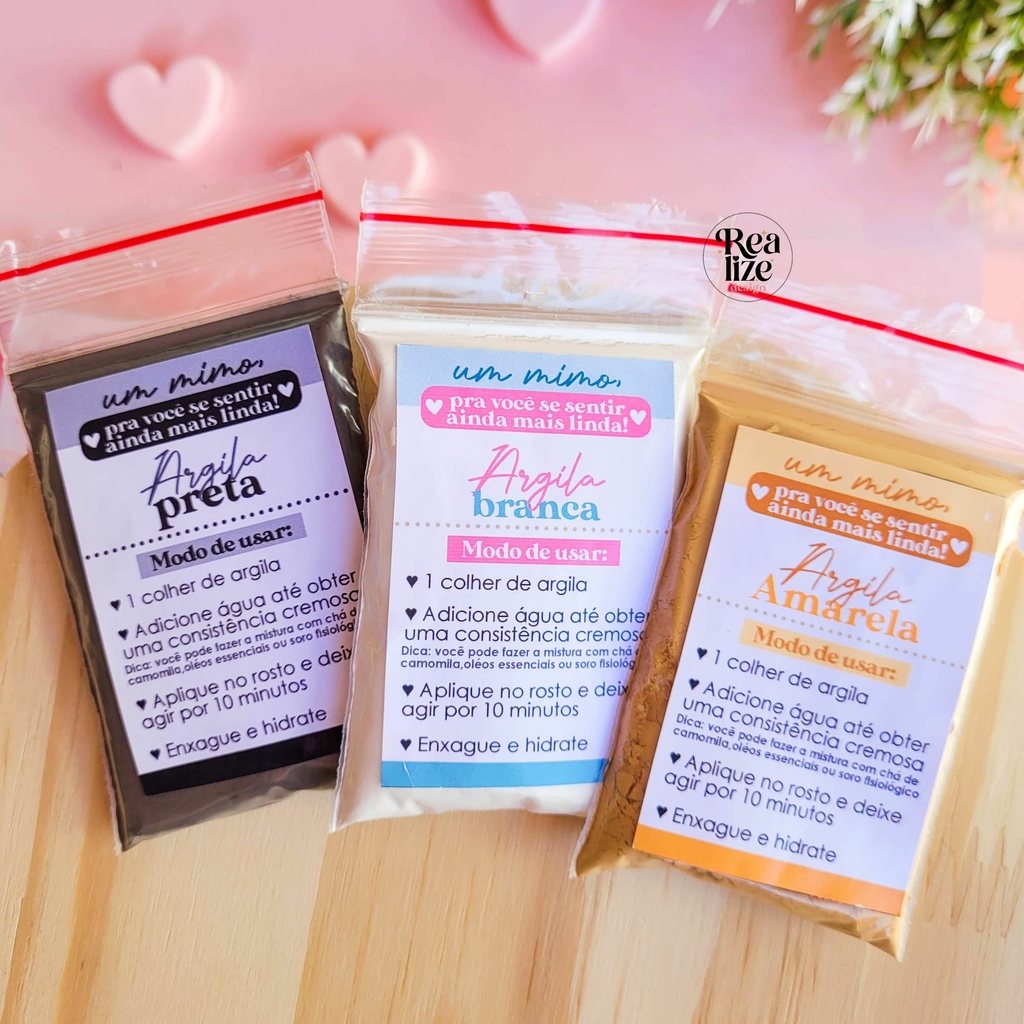 um mimo,
pra você se sentir
ainda mais linda!
Argila
preta
Modo de usar:
♥ 1 colher de argila
♥ Adicione água até obter
uma consistência cremosa
Dica: você pode fazer a mistura com chá d
camomila,oléos essenciais ou soro fisiológ
♥ Aplique no rosto e deixe
agir por 10 minutos
♥ Enxague e hidrate
um mimo,
pra você se sentir
ainda mais linda!
Argila
branca
Modo de usar:
♥ 1 colher de argila
♥ Adicione água até obter
uma consistência cremosa
Dica: você pode fazer a mistura com chá de
camomila,oléos essenciais ou soro fisiológ
♥ Aplique no rosto e deix
agir por 10 minutos
♥ Enxague e hidrate
Rea
lize
design
um mimo,
pra você se sentir
ainda mais linda!
Argila
Amarela
Modo de usar:
♥ 1 colher de argila
♥ Adicione água até obter
uma consistência cremosa
Dica: você pode fazer a mistura com chá de
camomila,oléos essenciais ou soro fisiológico
♥ Aplique no rosto e deixe
agir por 10 minutos
♥ Enxague e hidrate